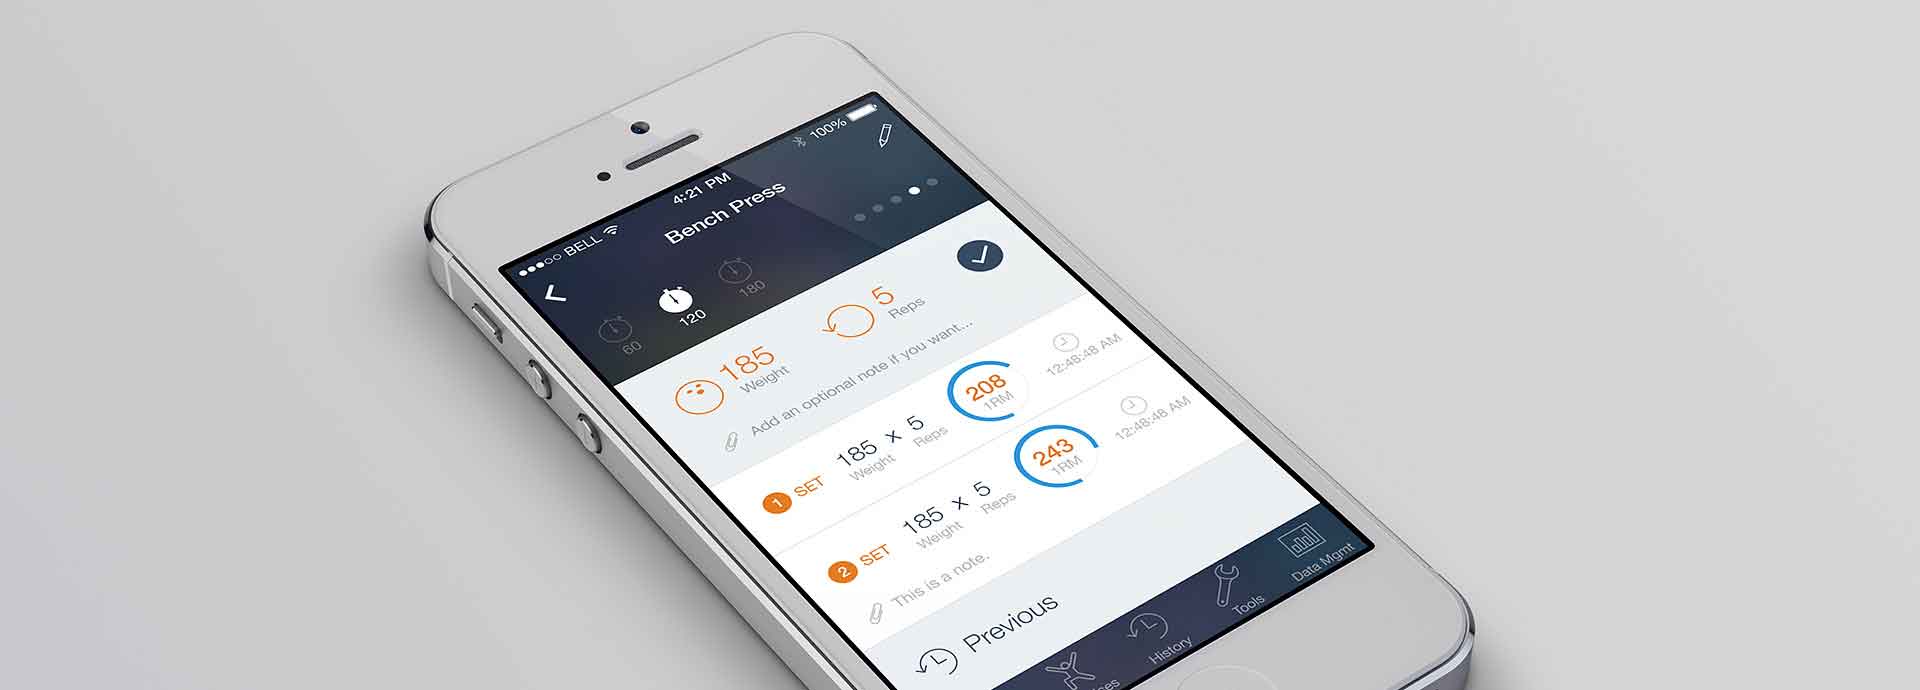 BELL 4:21 PM 100%
Bench Press
60 120 180
185 Weight
5 Reps
Add an optional note if you want...
1 SET 185 x 5 208 12:48:48 AM
Weight Reps 1RM
2 SET 185 x 5 243 12:48:48 AM
Weight Reps 1RM
This is a note.
Previous
History Tools Data Mgmt